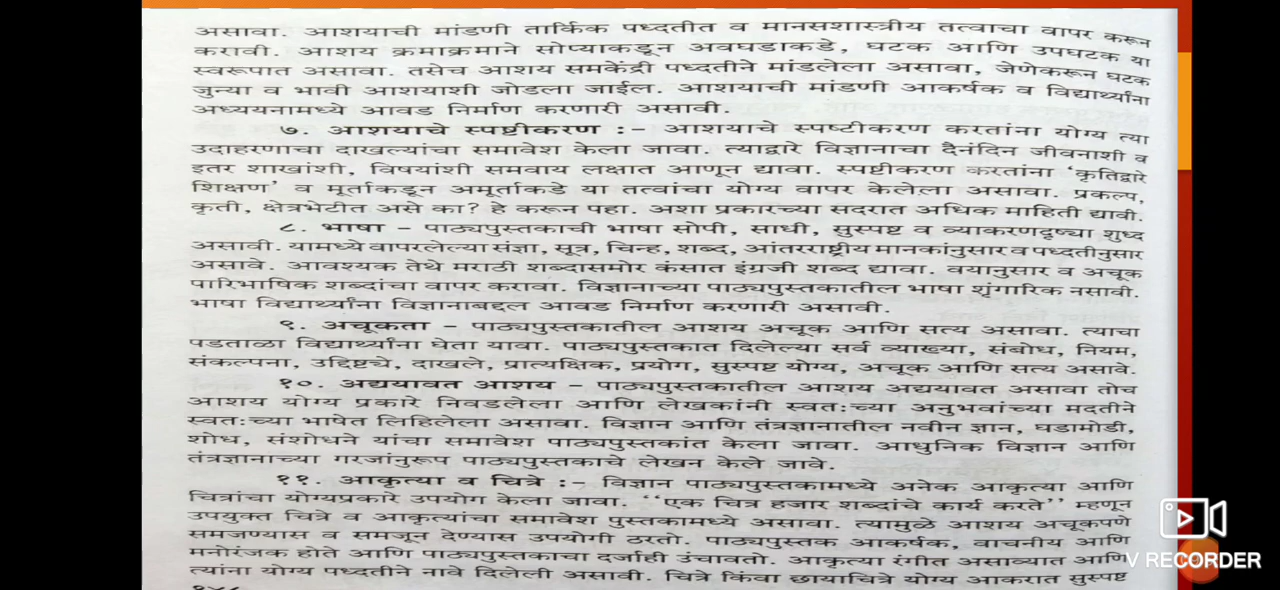 असावा. आशयाची मांडणी तार्किक पध्दतीत व मानसशास्त्रीय तत्वाचा वापर करून
करावी. आशय क्रमाक्रमाने सोप्याकडून अवघडाकडे, घटक आणि उपघटक या
स्वरूपात असावा. तसेच आशय समकेंद्री पध्दतीने मांडलेला असावा, जेणेकरून घटक
जुन्या व भावी आशयाशी जोडला जाईल. आशयाची मांडणी आकर्षक व विद्यार्थ्यांना
अध्ययनामध्ये आवड निर्माण करणारी असावी.
७. आशयाचे स्पष्टीकरण :– आशयाचे स्पष्टीकरण करतांना योग्य त्या
उदाहरणाचा दाखल्यांचा समावेश केला जावा. त्याद्वारे विज्ञानाचा दैनंदिन जीवनाशी व
इतर शाखांशी, विषयांशी समवाय लक्षात आणून द्यावा. स्पष्टीकरण करतांना ‘कृतिद्वारे
शिक्षण’ व मूर्ताकडून अमूर्ताकडे या तत्वांचा योग्य वापर केलेला असावा. प्रकल्प,
कृती, क्षेत्रभेटीत असे का? हे करून पहा. अशा प्रकारच्या सदरात अधिक माहिती द्यावी.
८. भाषा – पाठ्यपुस्तकाची भाषा सोपी, साधी, सुस्पष्ट व व्याकरणदृष्ट्या शुध्द
असावी. यामध्ये वापरलेल्या संज्ञा, सूत्र, चिन्ह, शब्द, आंतरराष्ट्रीय मानकांनुसार व पध्दतीनुसार
असावे. आवश्यक तेथे मराठी शब्दासमोर कंसात इंग्रजी शब्द द्यावा. वयानुसार व अचूक
पारिभाषिक शब्दांचा वापर करावा. विज्ञानाच्या पाठ्यपुस्तकातील भाषा शृंगारिक नसावी.
भाषा विद्यार्थ्यांना विज्ञानाबद्दल आवड निर्माण करणारी असावी.
९. अचूकता – पाठ्यपुस्तकातील आशय अचूक आणि सत्य असावा. त्याचा
पडताळा विद्यार्थ्यांना घेता यावा. पाठ्यपुस्तकात दिलेल्या सर्व व्याख्या, संबोध, नियम,
संकल्पना, उद्दिष्टचे, दाखले, प्रात्यक्षिक, प्रयोग, सुस्पष्ट योग्य, अचूक आणि सत्य असावे.
१०. अद्ययावत आशय – पाठ्यपुस्तकातील आशय अद्ययावत असावा तोच
आशय योग्य प्रकारे निवडलेला आणि लेखकांनी स्वतःच्या अनुभवांच्या मदतीने
स्वतःच्या भाषेत लिहिलेला असावा. विज्ञान आणि तंत्रज्ञानातील नवीन ज्ञान, घडामोडी,
शोध, संशोधने यांचा समावेश पाठ्यपुस्तकांत केला जावा. आधुनिक विज्ञान आणि
तंत्रज्ञानाच्या गरजांनुरूप पाठ्यपुस्तकाचे लेखन केले जावे.
११. आकृत्या व चित्रे :– विज्ञान पाठ्यपुस्तकामध्ये अनेक आकृत्या आणि
चित्रांचा योग्यप्रकारे उपयोग केला जावा. ‘‘एक चित्र हजार शब्दांचे कार्य करते’’ म्हणून
उपयुक्त चित्रे व आकृत्यांचा समावेश पुस्तकामध्ये असावा. त्यामुळे आशय अचूकपणे
समजण्यास व समजून देण्यास उपयोगी ठरतो. पाठ्यपुस्तक आकर्षक, वाचनीय आणि
मनोरंजक होते आणि पाठ्यपुस्तकाचा दर्जाही उंचावतो. आकृत्या रंगीत असाव्यात आणि
त्यांना योग्य पध्दतीने नावे दिलेली असावी. चित्रे किंवा छायाचित्रे योग्य आकरात सुस्पष्ट
V RECORDER